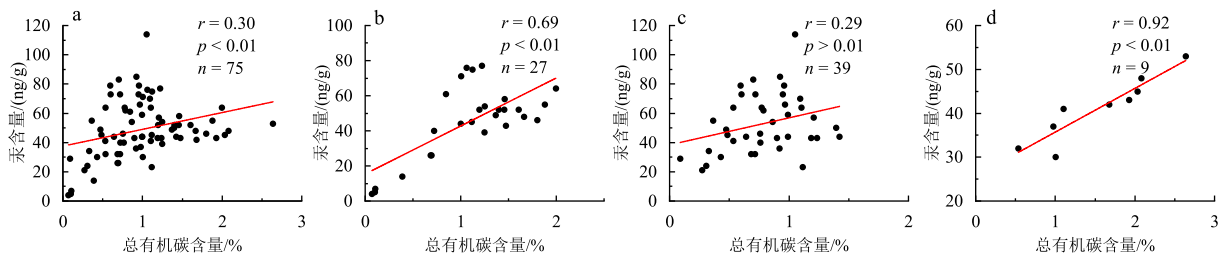 a
r = 0.30
p < 0.01
n = 75
汞含量/(ng/g)
120
100
80
60
40
20
0
0 1 2 3
总有机碳含量/%
b
r = 0.69
p < 0.01
n = 27
汞含量/(ng/g)
100
80
60
40
20
0
0 1 2
总有机碳含量/%
c
r = 0.29
p > 0.01
n = 39
汞含量/(ng/g)
120
100
80
60
40
20
0
0 1 2
总有机碳含量/%
d
r = 0.92
p < 0.01
n = 9
汞含量/(ng/g)
60
50
40
30
20
0 1 2 3
总有机碳含量/%